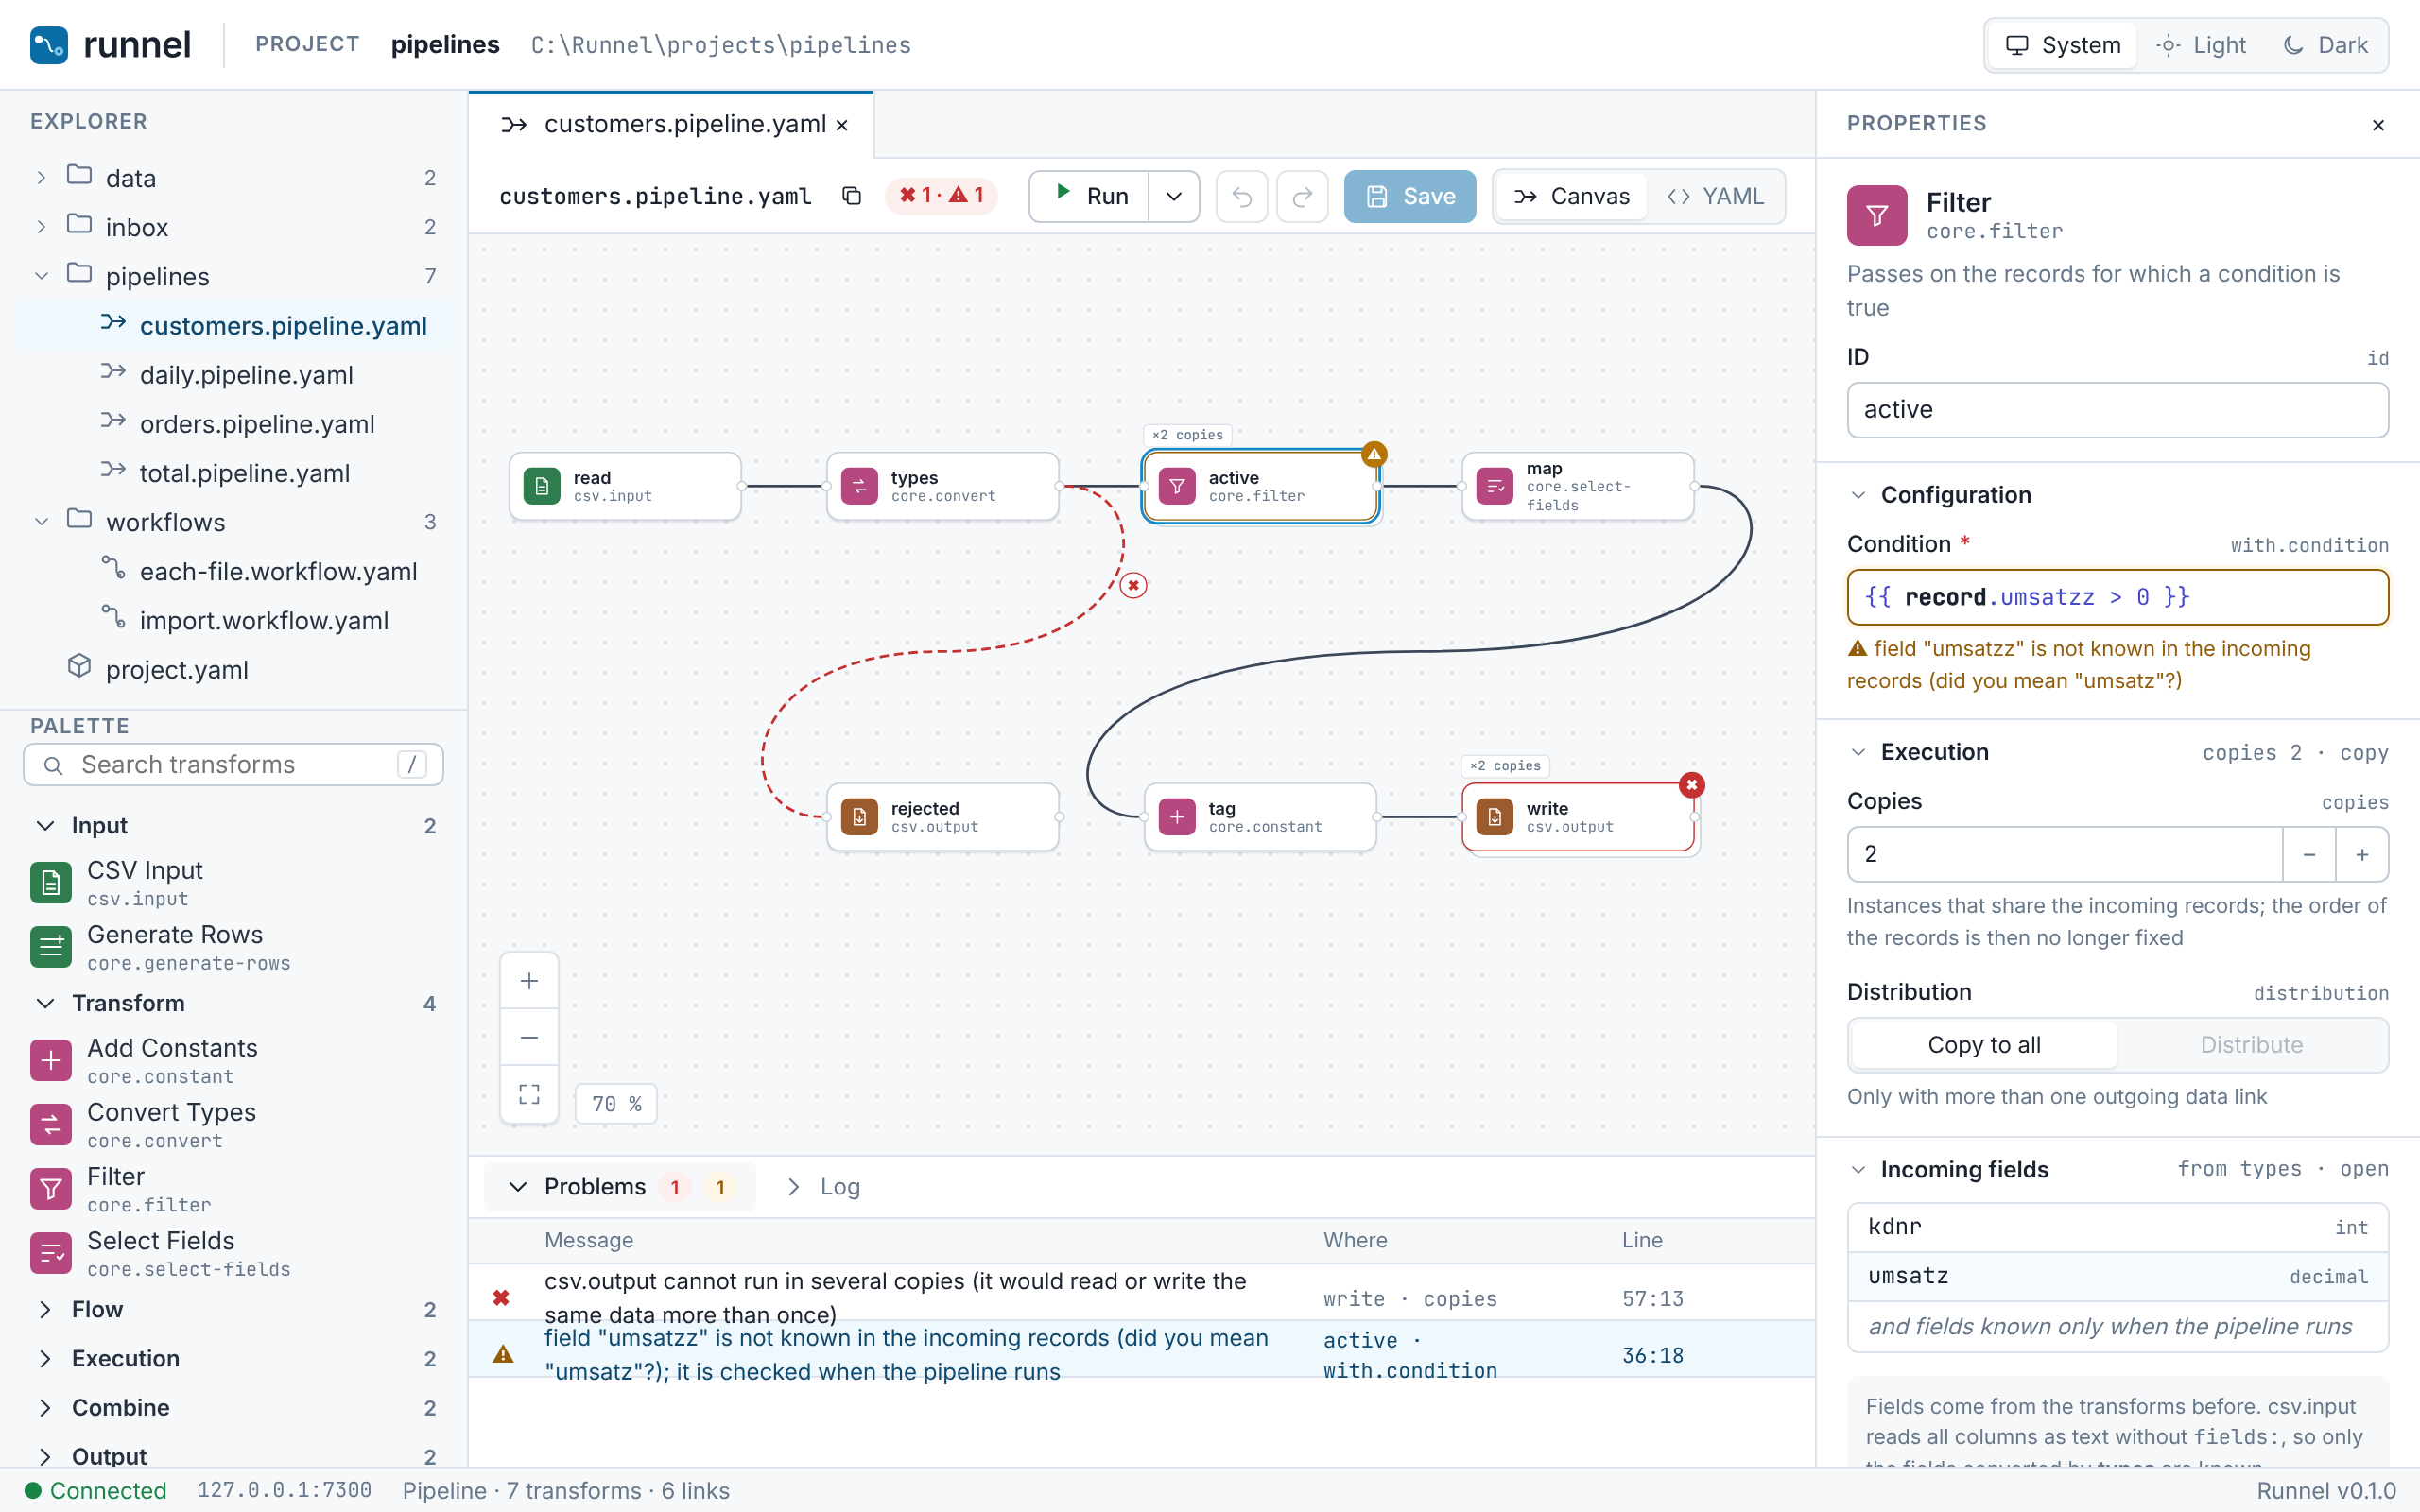 runnel PROJECT pipelines C:\Runnel\projects\pipelines System Light Dark
EXPLORER
data 2
inbox 2
pipelines 7
customers.pipeline.yaml
daily.pipeline.yaml
orders.pipeline.yaml
total.pipeline.yaml
workflows 3
each-file.workflow.yaml
import.workflow.yaml
project.yaml
PALETTE
Search transforms /
Input 2
CSV Input
csv.input
Generate Rows
core.generate-rows
Transform 4
Add Constants
core.constant
Convert Types
core.convert
Filter
core.filter
Select Fields
core.select-fields
Flow 2
Execution 2
Combine 2
Output 2
customers.pipeline.yaml ×
customers.pipeline.yaml 1 · 1 Run Save Canvas YAML
read
csv.input
types
core.convert
×2 copies
active
core.filter
map
core.select-
fields
rejected
csv.output
tag
core.constant
×2 copies
write
csv.output
70 %
Problems 1 1 Log
Message Where Line
csv.output cannot run in several copies (it would read or write the
same data more than once)
write · copies 57:13
field "umsatzz" is not known in the incoming records (did you mean
"umsatz"?); it is checked when the pipeline runs
active ·
with.condition
36:18
PROPERTIES ×
Filter
core.filter
Passes on the records for which a condition is
true
ID id
active
Configuration
Condition * with.condition
{{ record.umsatzz > 0 }}
field "umsatzz" is not known in the incoming
records (did you mean "umsatz"?)
Execution copies 2 · copy
Copies copies
2 − +
Instances that share the incoming records; the order of
the records is then no longer fixed
Distribution distribution
Copy to all Distribute
Only with more than one outgoing data link
Incoming fields from types · open
kdnr int
umsatz decimal
and fields known only when the pipeline runs
Fields come from the transforms before. csv.input
reads all columns as text without fields:, so only
the fields converted by types are known.
Connected 127.0.0.1:7300 Pipeline · 7 transforms · 6 links Runnel v0.1.0